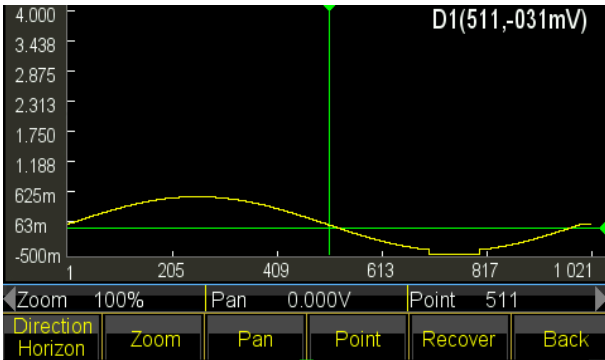 4.000
D1(511,-031mV)
3.438
2.875
2.313
1.750
1.188
625m
63m
-500m
1 205 409 613 817 1 021
Zoom 100% Pan 0.000V Point 511
Direction
Horizon Zoom Pan Point Recover Back